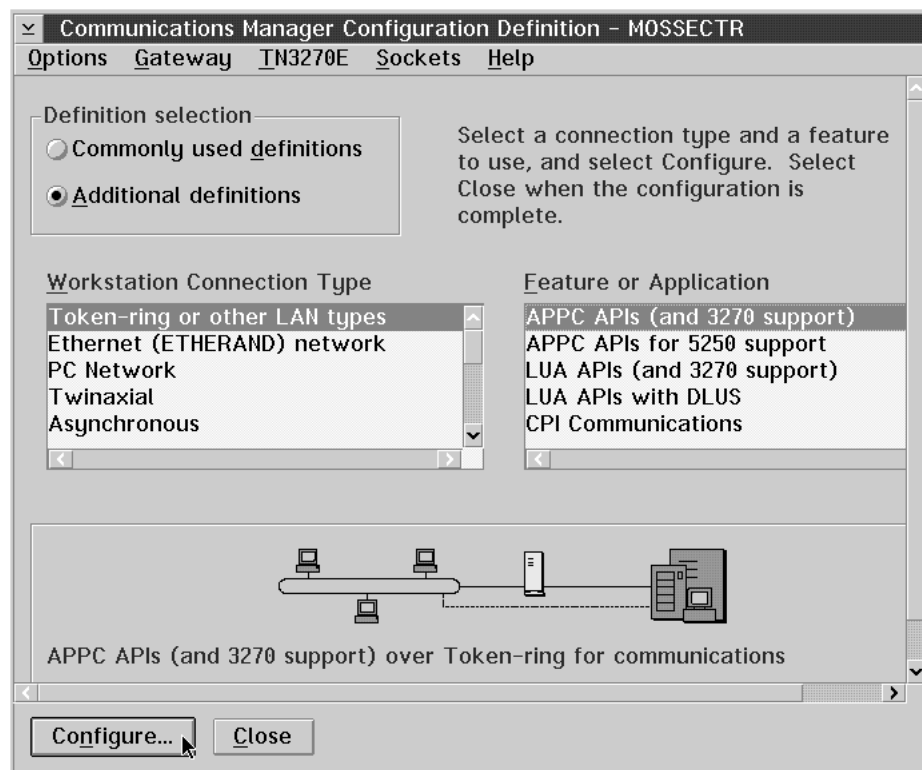 Communications Manager Configuration Definition - MOSSECTR
Options Gateway TN3270E Sockets Help
Definition selection
Commonly used definitions
Additional definitions
Select a connection type and a feature
to use, and select Configure. Select
Close when the configuration is
complete.
Workstation Connection Type
Token-ring or other LAN types
Ethernet (ETHERAND) network
PC Network
Twinaxial
Asynchronous
Feature or Application
APPC APIs (and 3270 support)
APPC APIs for 5250 support
LUA APIs (and 3270 support)
LUA APIs with DLUS
CPI Communications
APPC APIs (and 3270 support) over Token-ring for communications
Configure... Close